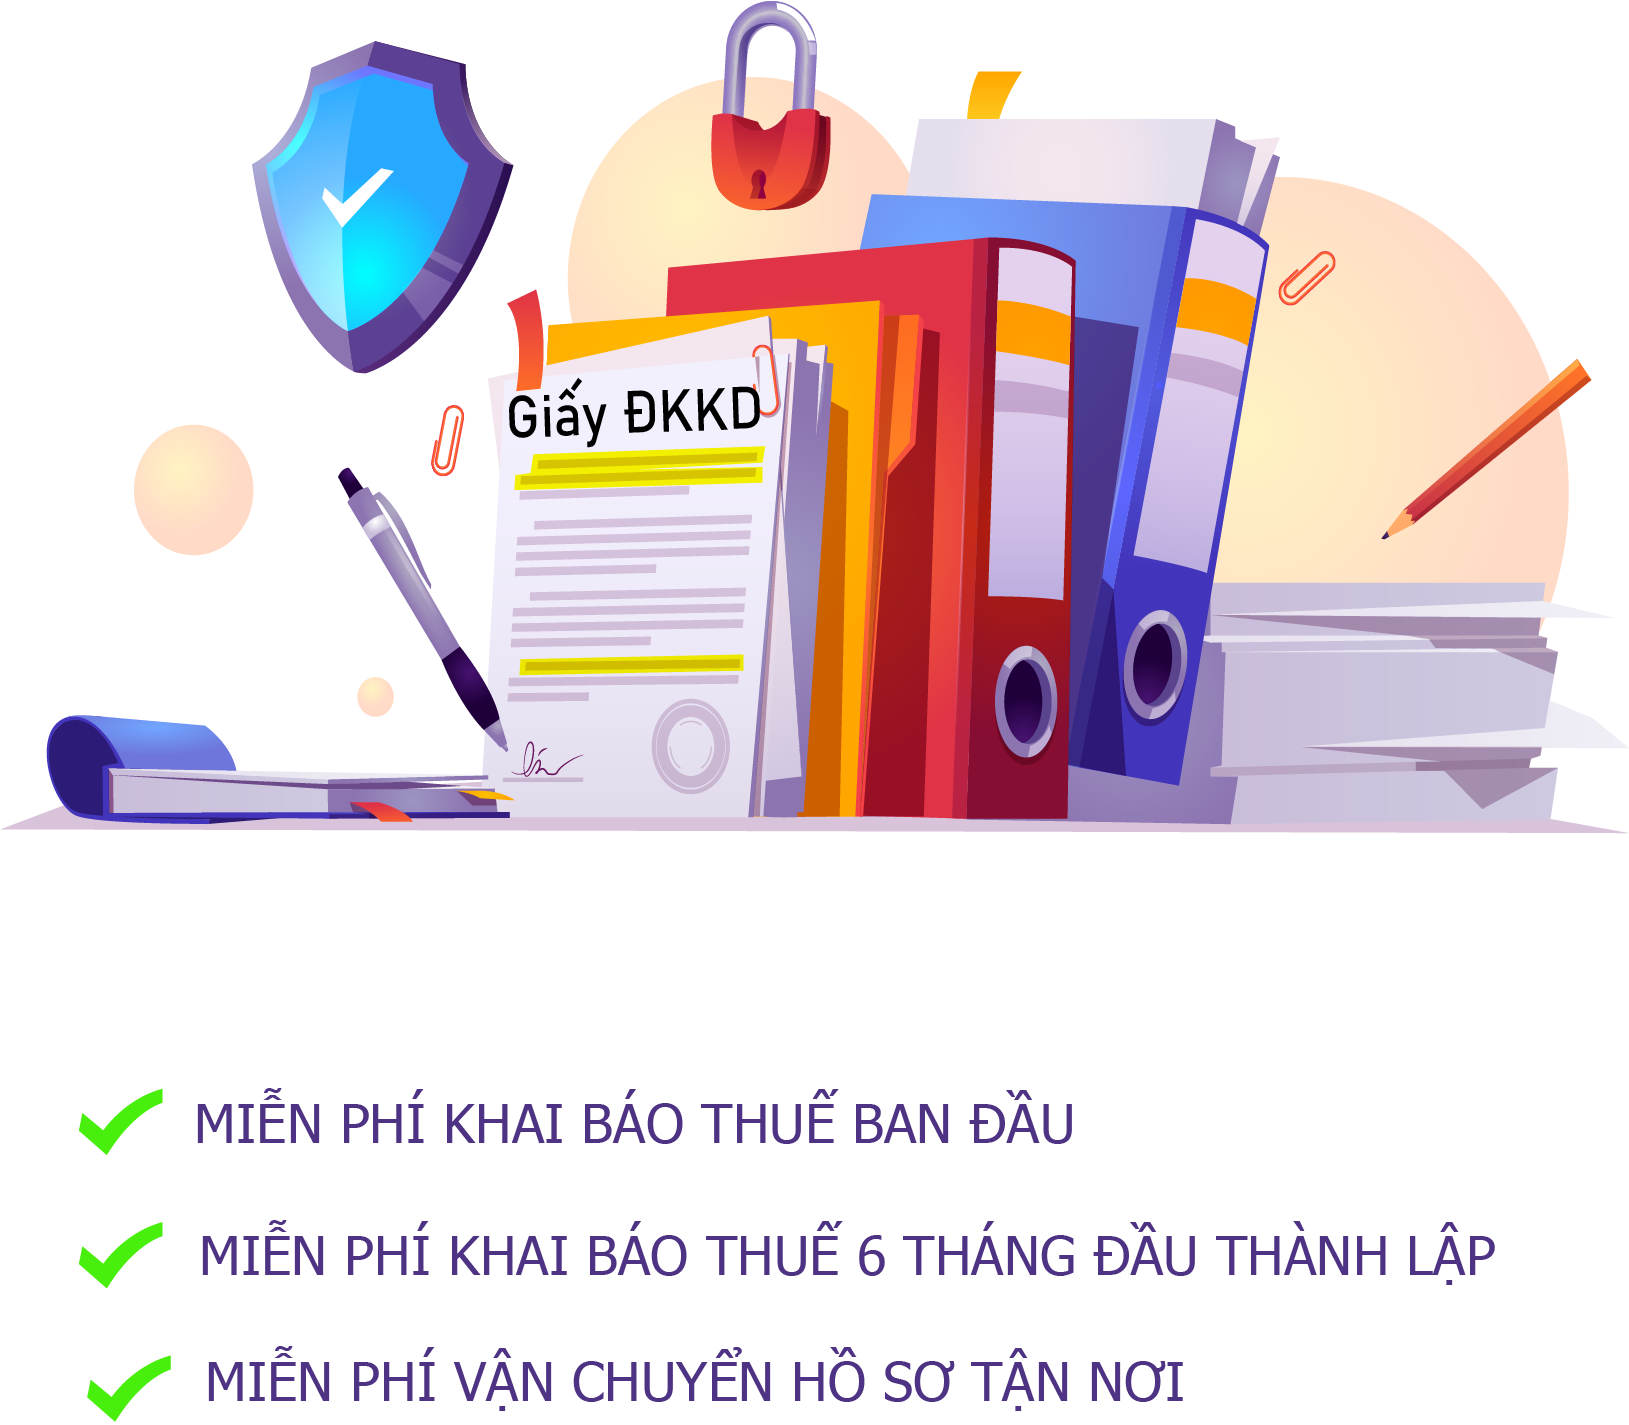 Giấy ĐKKD
MIỄN PHÍ KHAI BÁO THUẾ BAN ĐẦU
MIỄN PHÍ KHAI BÁO THUẾ 6 THÁNG ĐẦU THÀNH LẬP
MIỄN PHÍ VẬN CHUYỂN HỒ SƠ TẬN NƠI